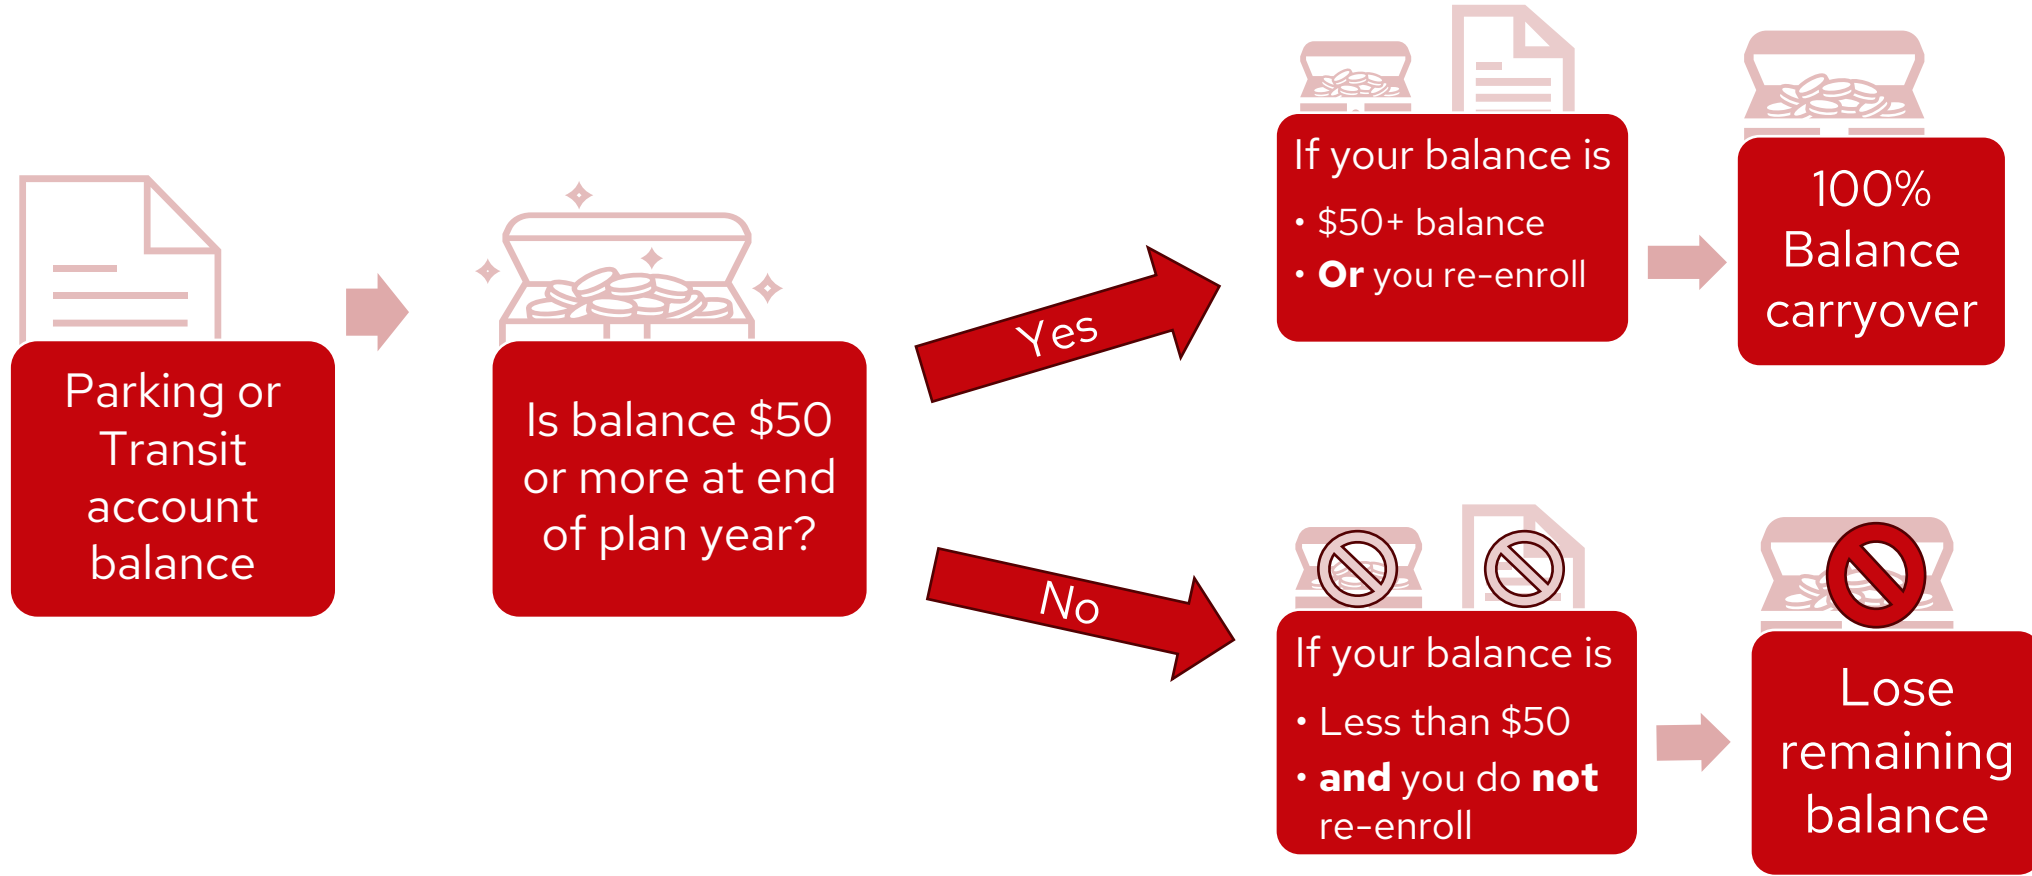 Parking or
Transit
account
balance
Is balance $50
or more at end
of plan year?
Yes
If your balance is
• $50+ balance
• Or you re-enroll
100%
Balance
carryover
No
If your balance is
• Less than $50
• and you do not
re-enroll
Lose
remaining
balance